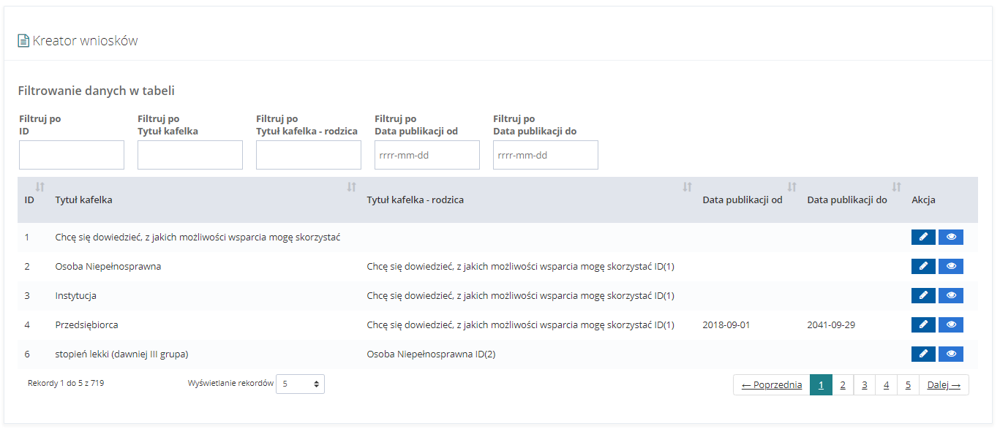 Kreator wniosków
Filtrowanie danych w tabeli
Filtruj po
ID
Filtruj po
Tytuł kafelka
Filtruj po
Tytuł kafelka - rodzica
Filtruj po
Data publikacji od
rrrr-mm-dd
Filtruj po
Data publikacji do
rrrr-mm-dd
ID Tytuł kafelka Tytuł kafelka - rodzica Data publikacji od Data publikacji do Akcja
1 Chcę się dowiedzieć, z jakich możliwości wsparcia mogę skorzystać
2 Osoba Niepełnosprawna Chcę się dowiedzieć, z jakich możliwości wsparcia mogę skorzystać ID(1)
3 Instytucja Chcę się dowiedzieć, z jakich możliwości wsparcia mogę skorzystać ID(1)
4 Przedsiębiorca Chcę się dowiedzieć, z jakich możliwości wsparcia mogę skorzystać ID(1) 2018-09-01 2041-09-29
6 stopień lekki (dawniej III grupa) Osoba Niepełnosprawna ID(2)
Rekordy 1 do 5 z 719 Wyświetlanie rekordów 5 ← Poprzednia 1 2 3 4 5 Dalej →